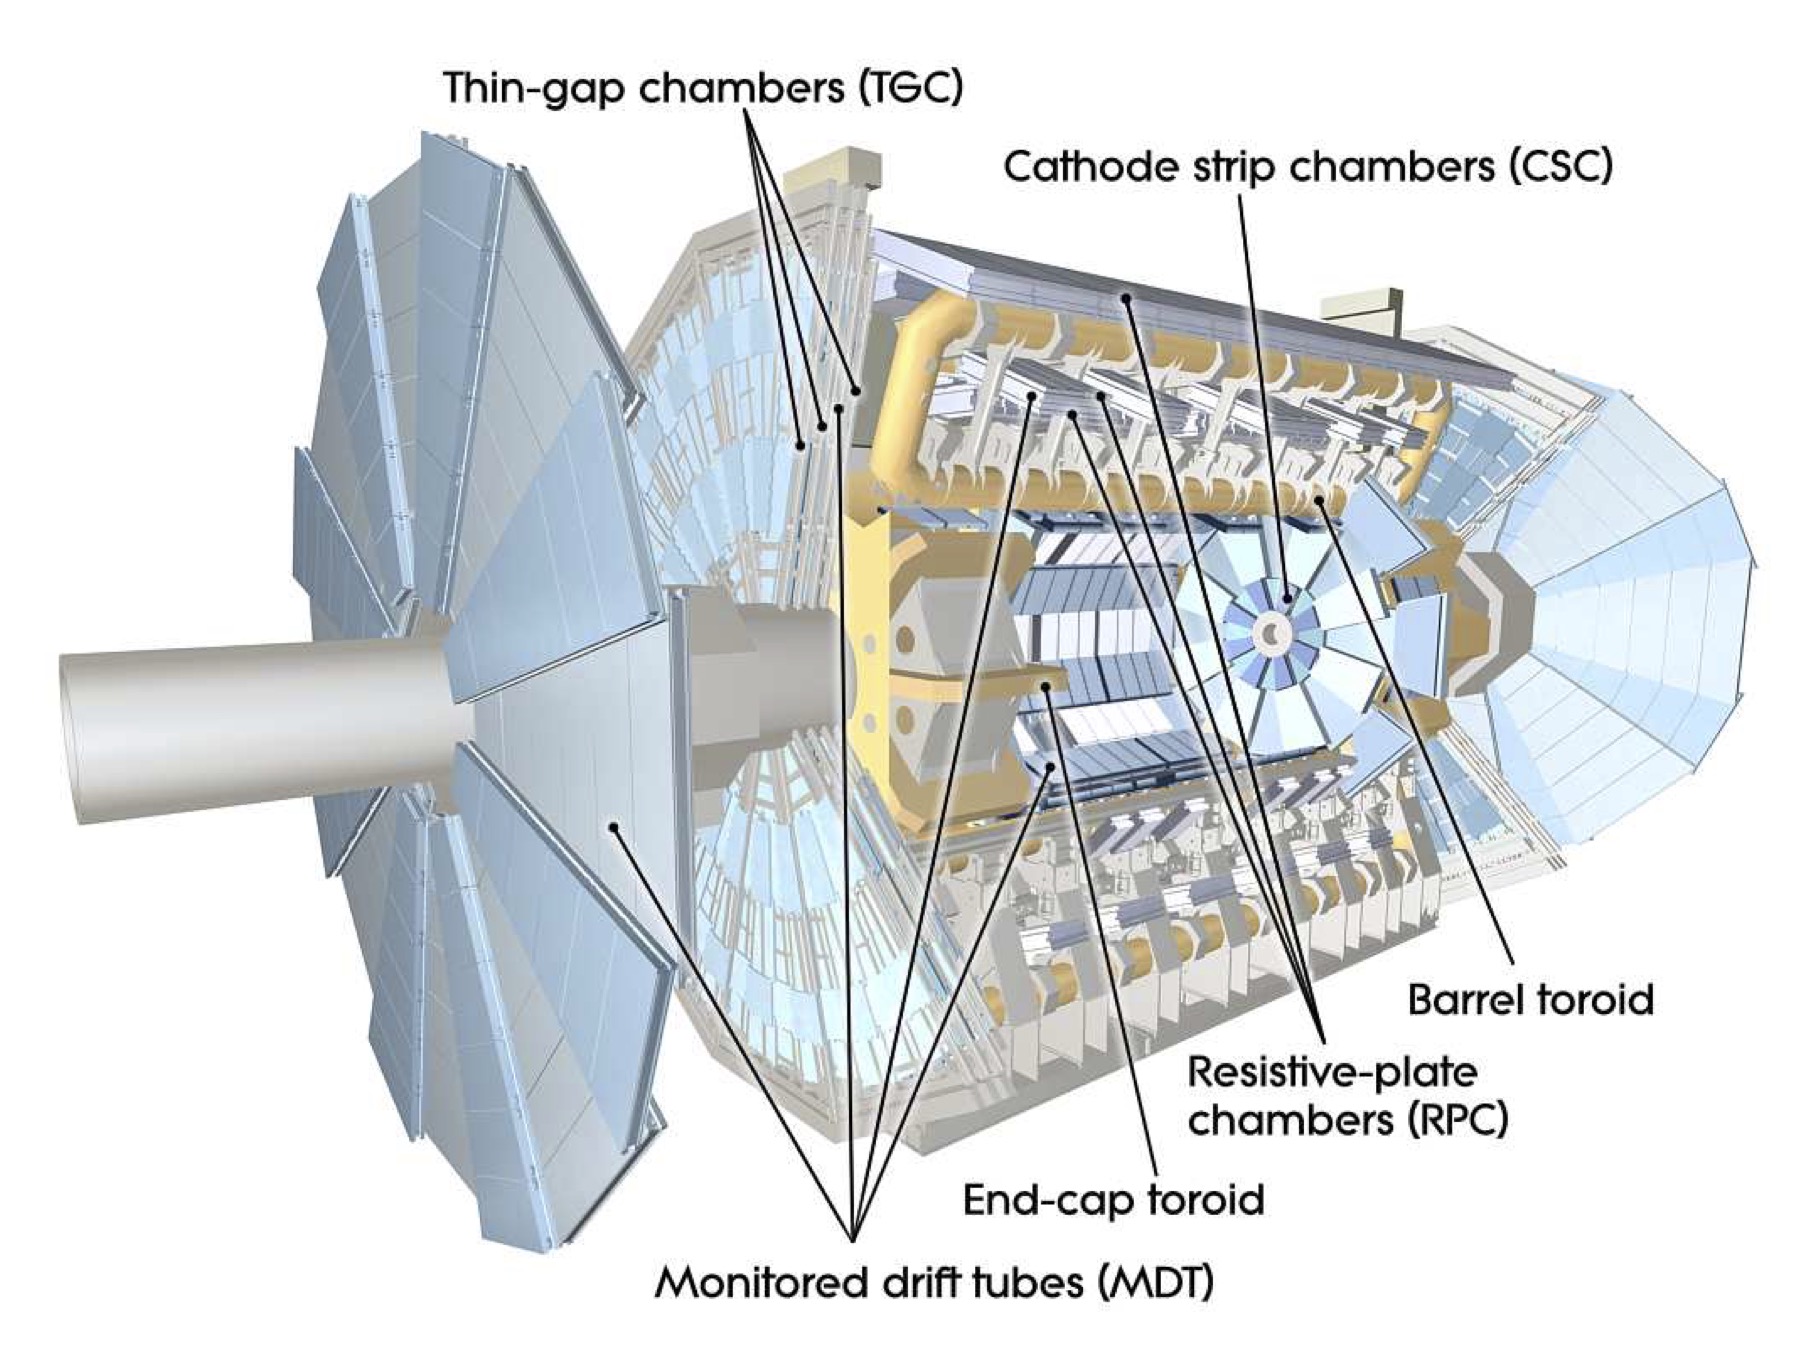 Thin-gap chambers (TGC)
Cathode strip chambers (CSC)
Barrel toroid
Resistive-plate
chambers (RPC)
End-cap toroid
Monitored drift tubes (MDT)